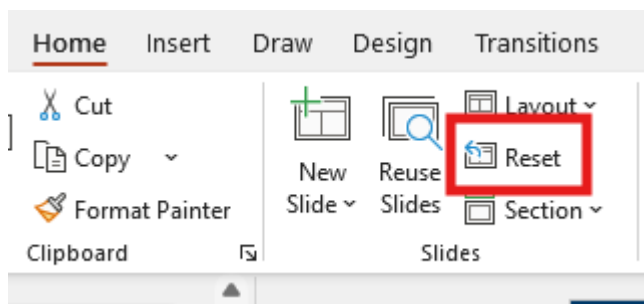 Home Insert Draw Design Transitions
Cut
Copy
Format Painter
Clipboard
New
Slide
Reuse
Slides
Layout
Reset
Section
Slides